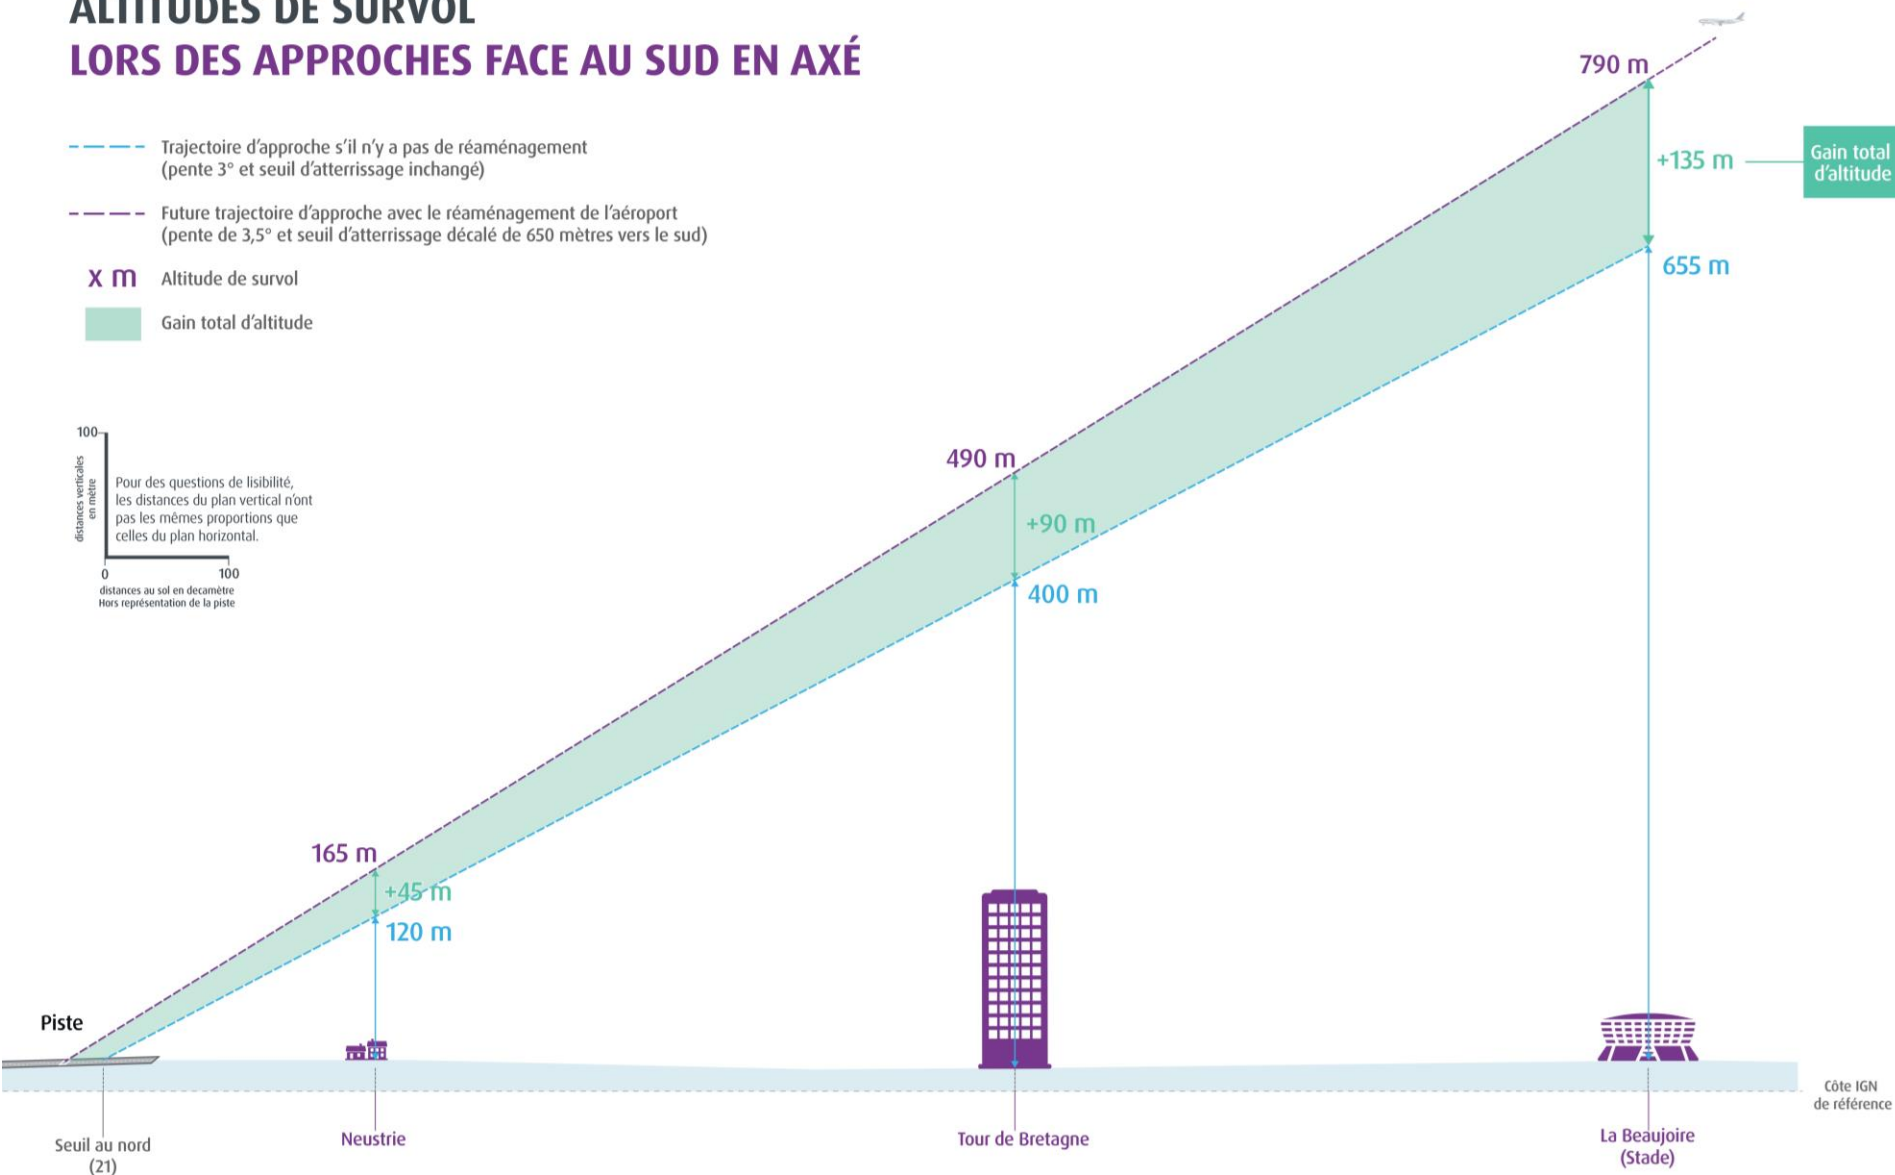 ALTITUDES DE SURVOL
LORS DES APPROCHES FACE AU SUD EN AXÉ
Trajectoire d'approche s'il n'y a pas de réaménagement
(pente 3° et seuil d'atterrissage inchangé)
Future trajectoire d'approche avec le réaménagement de l'aéroport
(pente de 3,5° et seuil d'atterrissage décalé de 650 mètres vers le sud)
x m Altitude de survol
Gain total d'altitude
790 m
+135 m
Gain total
d'altitude
655 m
100
distances verticales
en mètre
Pour des questions de lisibilité,
les distances du plan vertical n'ont
pas les mêmes proportions que
celles du plan horizontal.
0 100
distances au sol en decamètre
Hors représentation de la piste
490 m
+90 m
400 m
165 m
+45 m
120 m
Piste
Côte IGN
de référence
Seuil au nord
(21)
Neustrie
Tour de Bretagne
La Beaujoire
(Stade)